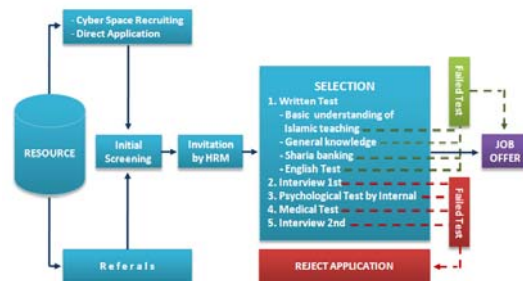 - Cyber Space Recruiting
- Direct Application
RESOURCE
Initial
Screening
Invitation
by HRM
Referrals
SELECTION
1. Written Test
- Basic understanding of
Islamic teaching
- General knowledge
- Sharia banking
- English Test
2. Interview 1st
3. Psychological Test by Internal
4. Medical Test
5. Interview 2nd
Failed Test
Failed Test
JOB
OFFER
REJECT APPLICATION